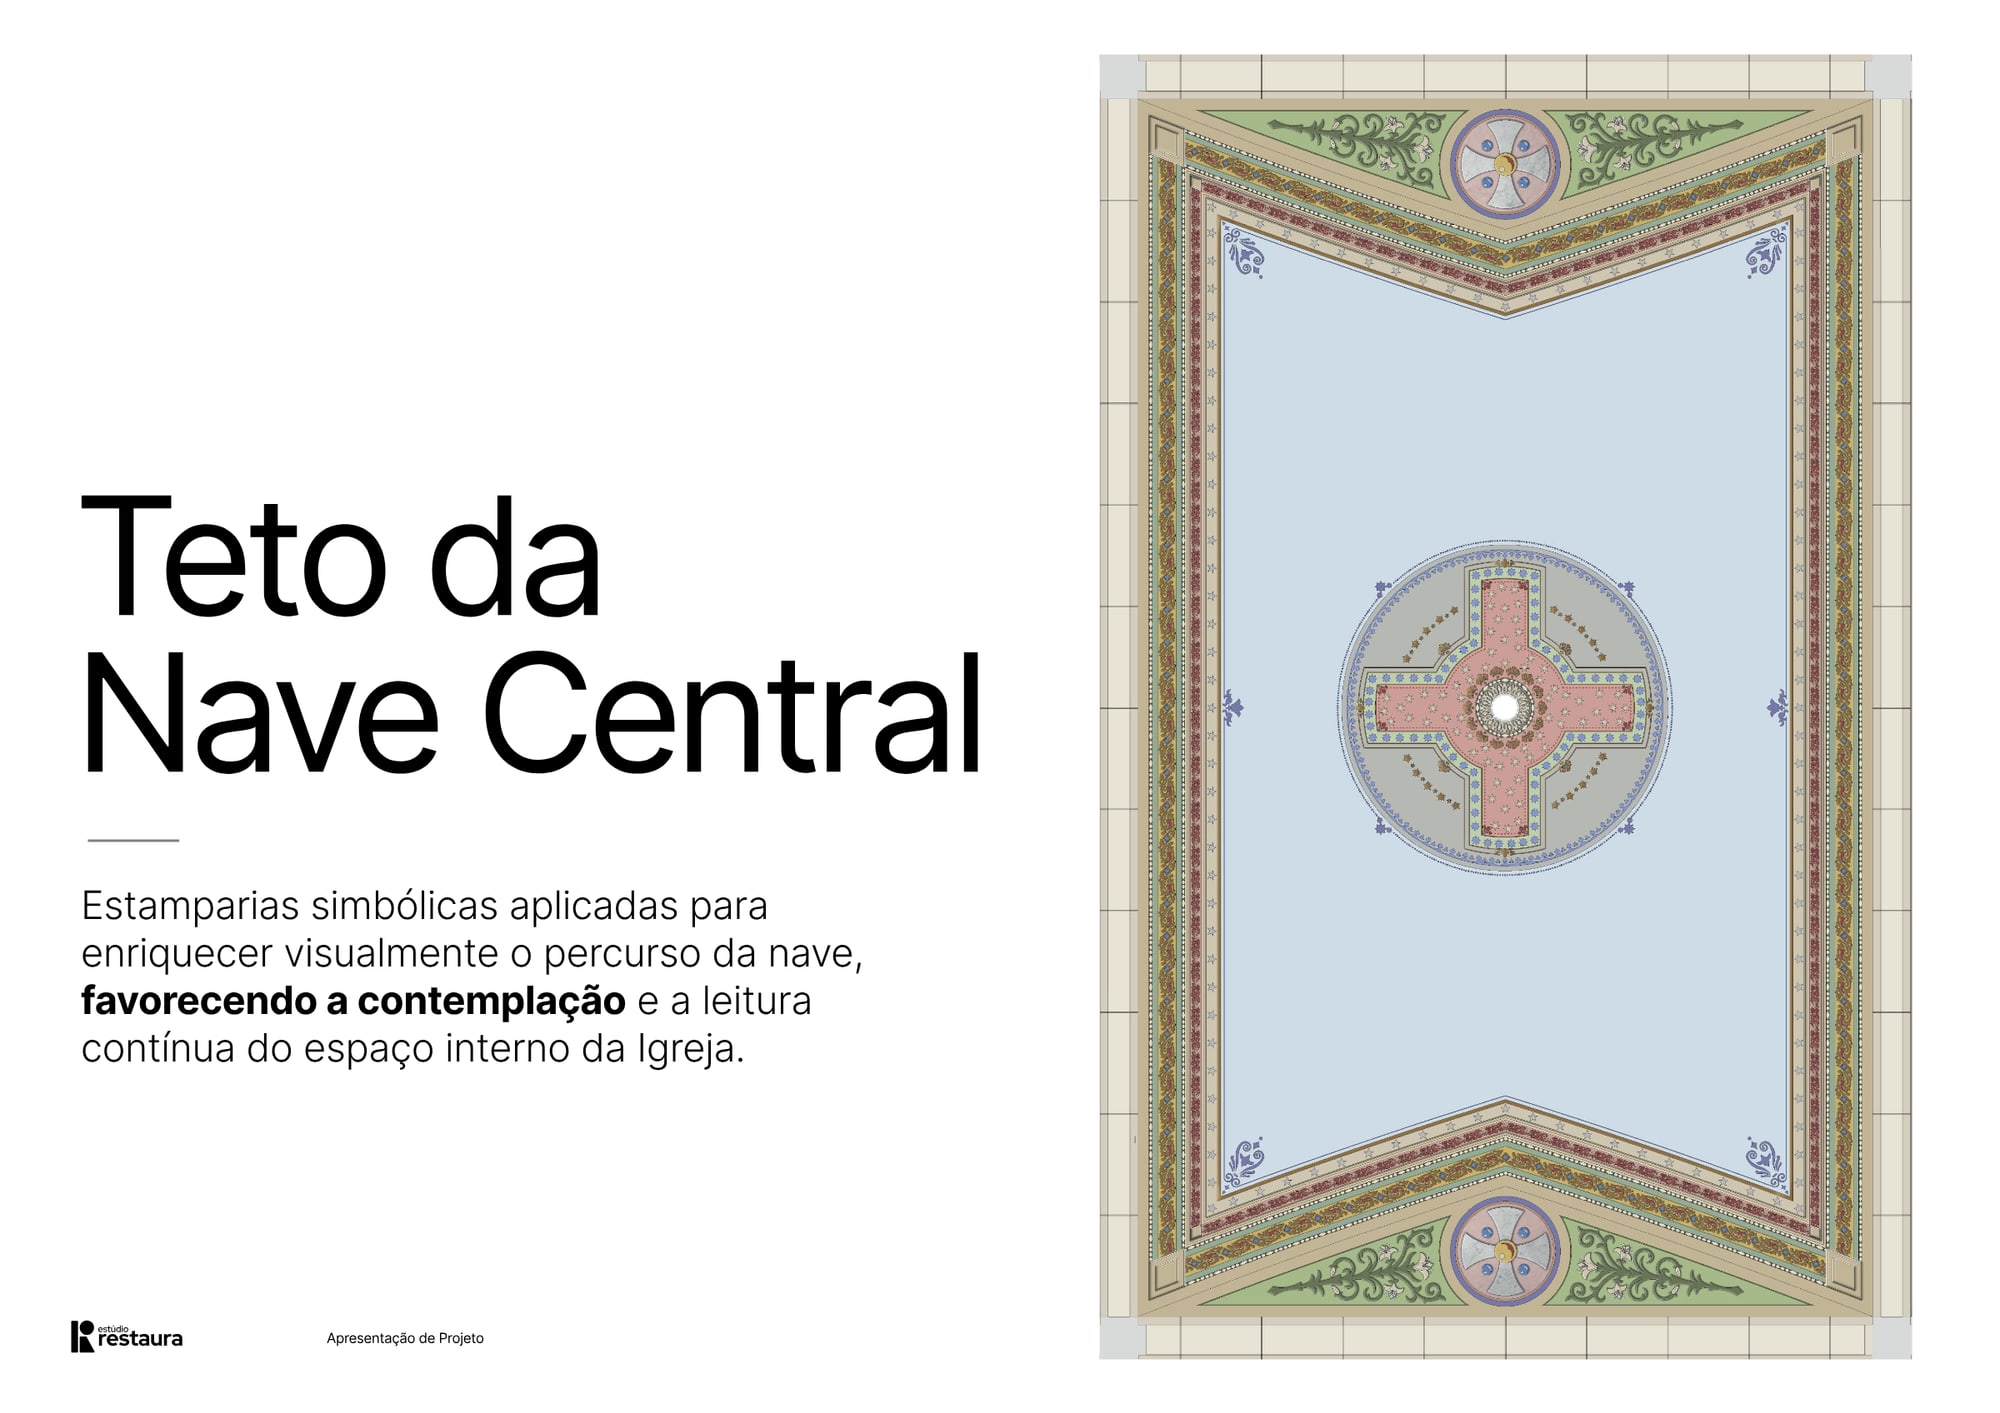 Teto da
Nave Central
Estamparias simbólicas aplicadas para
enriquecer visualmente o percurso da nave,
favorecendo a contemplação e a leitura
contínua do espaço interno da Igreja.
estúdio
restaura
Apresentação de Projeto